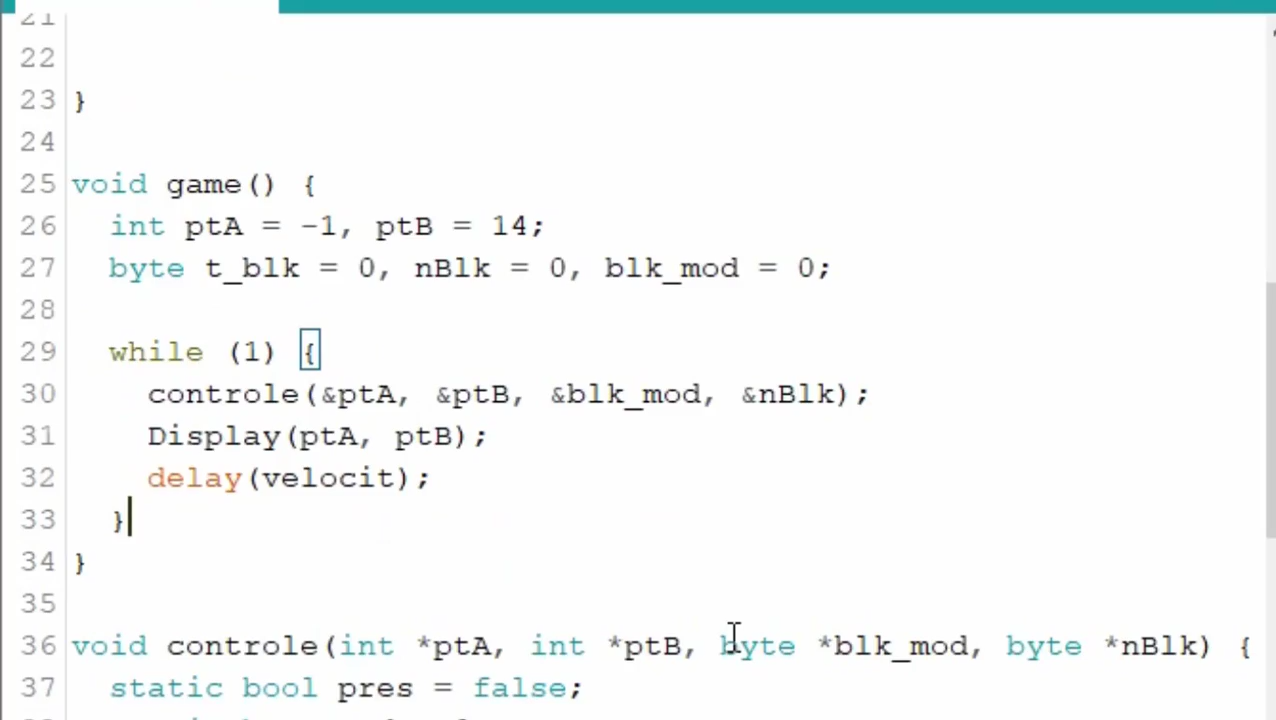 21
22
23 }
24
25 void game() {
26   int ptA = -1, ptB = 14;
27   byte t_blk = 0, nBlk = 0, blk_mod = 0;
28
29   while (1) {
30     controle(&ptA, &ptB, &blk_mod, &nBlk);
31     Display(ptA, ptB);
32     delay(velocit);
33   }
34 }
35
36 void controle(int *ptA, int *ptB, byte *blk_mod, byte *nBlk) {
37   static bool pres = false;